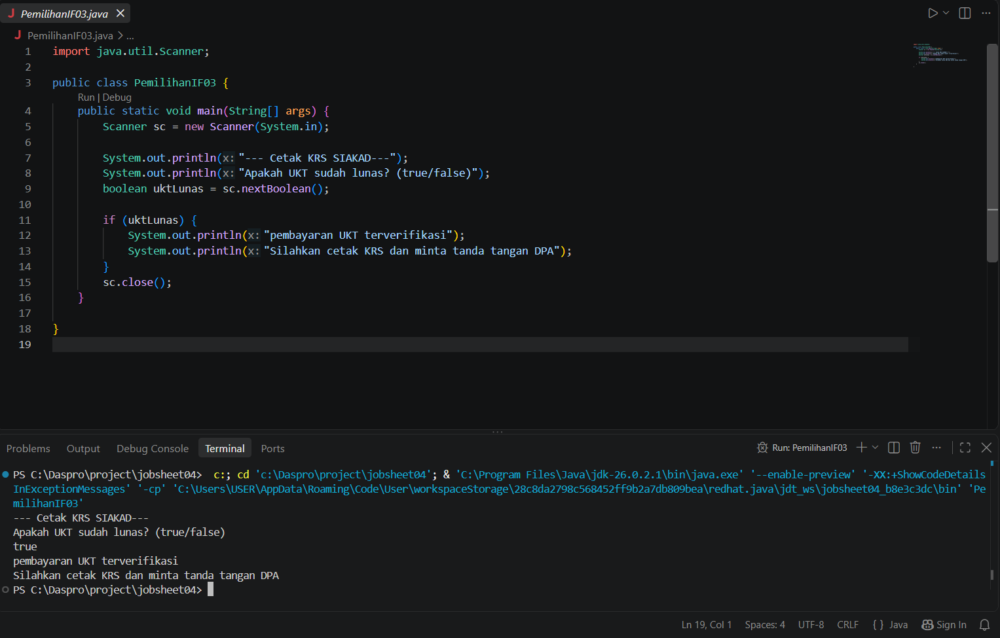 J PemilihanIF03.java
J PemilihanIF03.java > ...
1 import java.util.Scanner;
2
3 public class PemilihanIF03 {
Run | Debug
4 public static void main(String[] args) {
5 Scanner sc = new Scanner(System.in);
6
7 System.out.println(x: "--- Cetak KRS SIAKAD---");
8 System.out.println(x: "Apakah UKT sudah lunas? (true/false)");
9 boolean uktLunas = sc.nextBoolean();
10
11 if (uktLunas) {
12 System.out.println(x: "pembayaran UKT terverifikasi");
13 System.out.println(x: "Silahkan cetak KRS dan minta tanda tangan DPA");
14 }
15 sc.close();
16 }
17
18 }
19
Problems Output Debug Console Terminal Ports Run: PemilihanIF03
PS C:\Daspro\project\jobsheet04> c:; cd 'c:\Daspro\project\jobsheet04'; & 'C:\Program Files\Java\jdk-26.0.2.1\bin\java.exe' '--enable-preview' '-XX:+ShowCodeDetails
InExceptionMessages' '-cp' 'C:\Users\USER\AppData\Roaming\Code\User\workspaceStorage\28c8da2798c568452ff9b2a7db809bea\redhat.java\jdt_ws\jobsheet04_b8e3c3dc\bin' 'Pe
milihanIF03'
--- Cetak KRS SIAKAD---
Apakah UKT sudah lunas? (true/false)
true
pembayaran UKT terverifikasi
Silahkan cetak KRS dan minta tanda tangan DPA
PS C:\Daspro\project\jobsheet04>
Ln 19, Col 1 Spaces: 4 UTF-8 CRLF { } Java Sign In